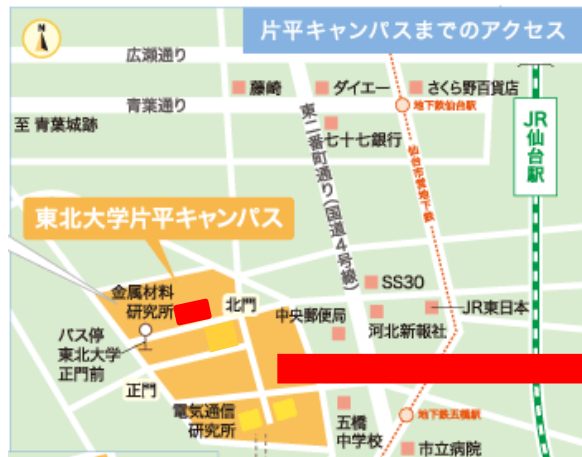 片平キャンパスまでのアクセス
N
広瀬通り
藤崎
ダイエー
さくら野百貨店
青葉通り
地下鉄仙台駅
至 青葉城跡
七十七銀行
JR仙台駅
東二番町通り(国道4号線)
仙台市営地下鉄
東北大学片平キャンパス
SS30
金属材料
研究所
北門
中央郵便局
JR東日本
河北新報社
バス停
東北大学
正門前
正門
電気通信
研究所
五橋
中学校
地下鉄五橋駅
市立病院